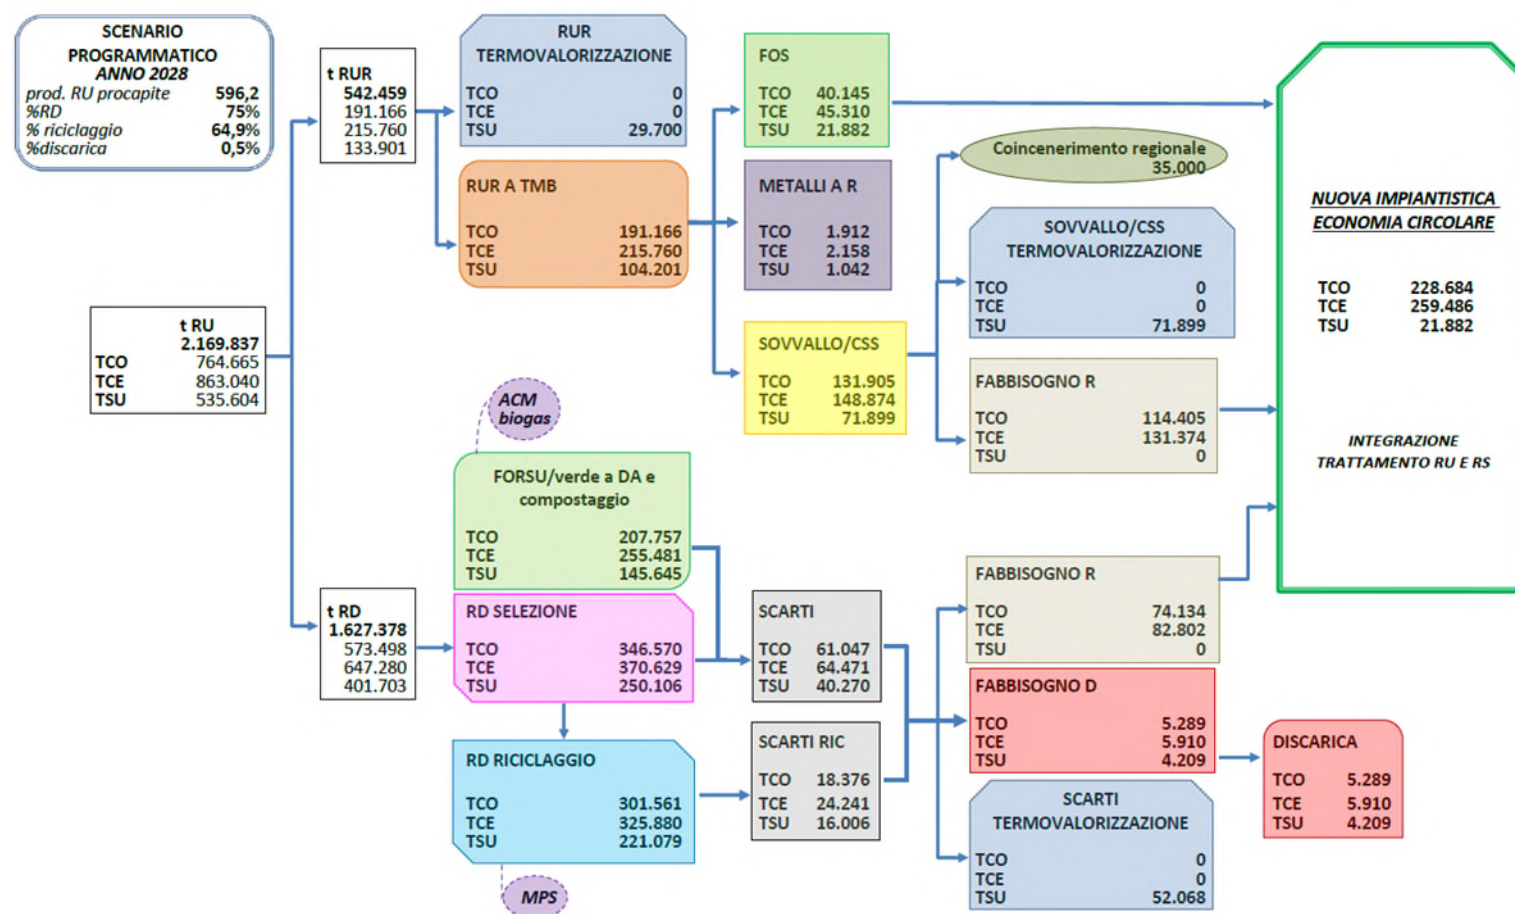 SCENARIO
PROGRAMMATICO
ANNO 2028
prod. RU procapite 596,2
%RD 75%
% riciclaggio 64,9%
%discarica 0,5%
t RU
2.169.837
TCO 764.665
TCE 863.040
TSU 535.604
t RUR
542.459
191.166
215.760
133.901
RUR
TERMOVALORIZZAZIONE
TCO 0
TCE 0
TSU 29.700
RUR A TMB
TCO 191.166
TCE 215.760
TSU 104.201
FOS
TCO 40.145
TCE 45.310
TSU 21.882
METALLI A R
TCO 1.912
TCE 2.158
TSU 1.042
SOVVALLO/CSS
TCO 131.905
TCE 148.874
TSU 71.899
Coincenerimento regionale
35.000
SOVVALLO/CSS
TERMOVALORIZZAZIONE
TCO 0
TCE 0
TSU 71.899
FABBISOGNO R
TCO 114.405
TCE 131.374
TSU 0
NUOVA IMPIANTISTICA
ECONOMIA CIRCOLARE
TCO 228.684
TCE 259.486
TSU 21.882
INTEGRAZIONE
TRATTAMENTO RU E RS
ACM
biogas
FORSU/verde a DA e
compostaggio
TCO 207.757
TCE 255.481
TSU 145.645
t RD
1.627.378
573.498
647.280
401.703
RD SELEZIONE
TCO 346.570
TCE 370.629
TSU 250.106
RD RICICLAGGIO
TCO 301.561
TCE 325.880
TSU 221.079
MPS
SCARTI
TCO 61.047
TCE 64.471
TSU 40.270
SCARTI RIC
TCO 18.376
TCE 24.241
TSU 16.006
FABBISOGNO R
TCO 74.134
TCE 82.802
TSU 0
FABBISOGNO D
TCO 5.289
TCE 5.910
TSU 4.209
SCARTI
TERMOVALORIZZAZIONE
TCO 0
TCE 0
TSU 52.068
DISCARICA
TCO 5.289
TCE 5.910
TSU 4.209